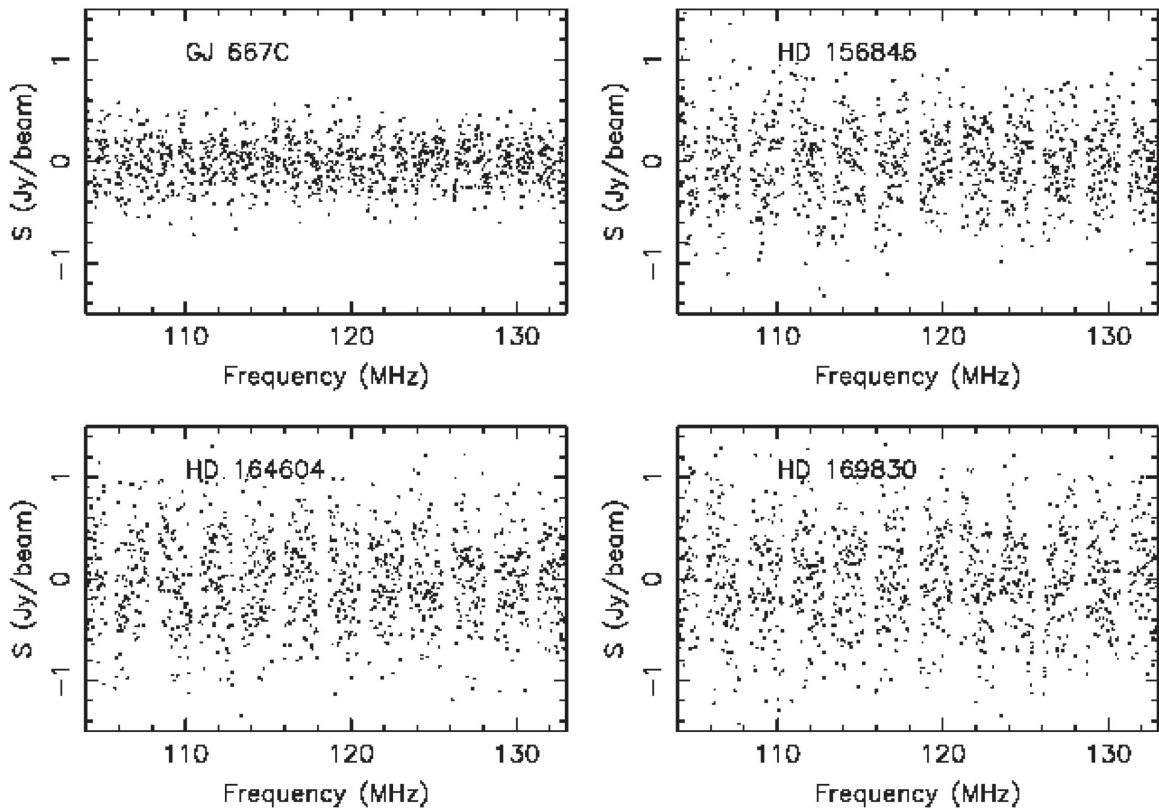 GJ 667C
S (Jy/beam)
1
0
−1
110 120 130
Frequency (MHz)
HD 156846
S (Jy/beam)
1
0
−1
110 120 130
Frequency (MHz)
HD 164604
S (Jy/beam)
1
0
−1
110 120 130
Frequency (MHz)
HD 169830
S (Jy/beam)
1
0
−1
110 120 130
Frequency (MHz)